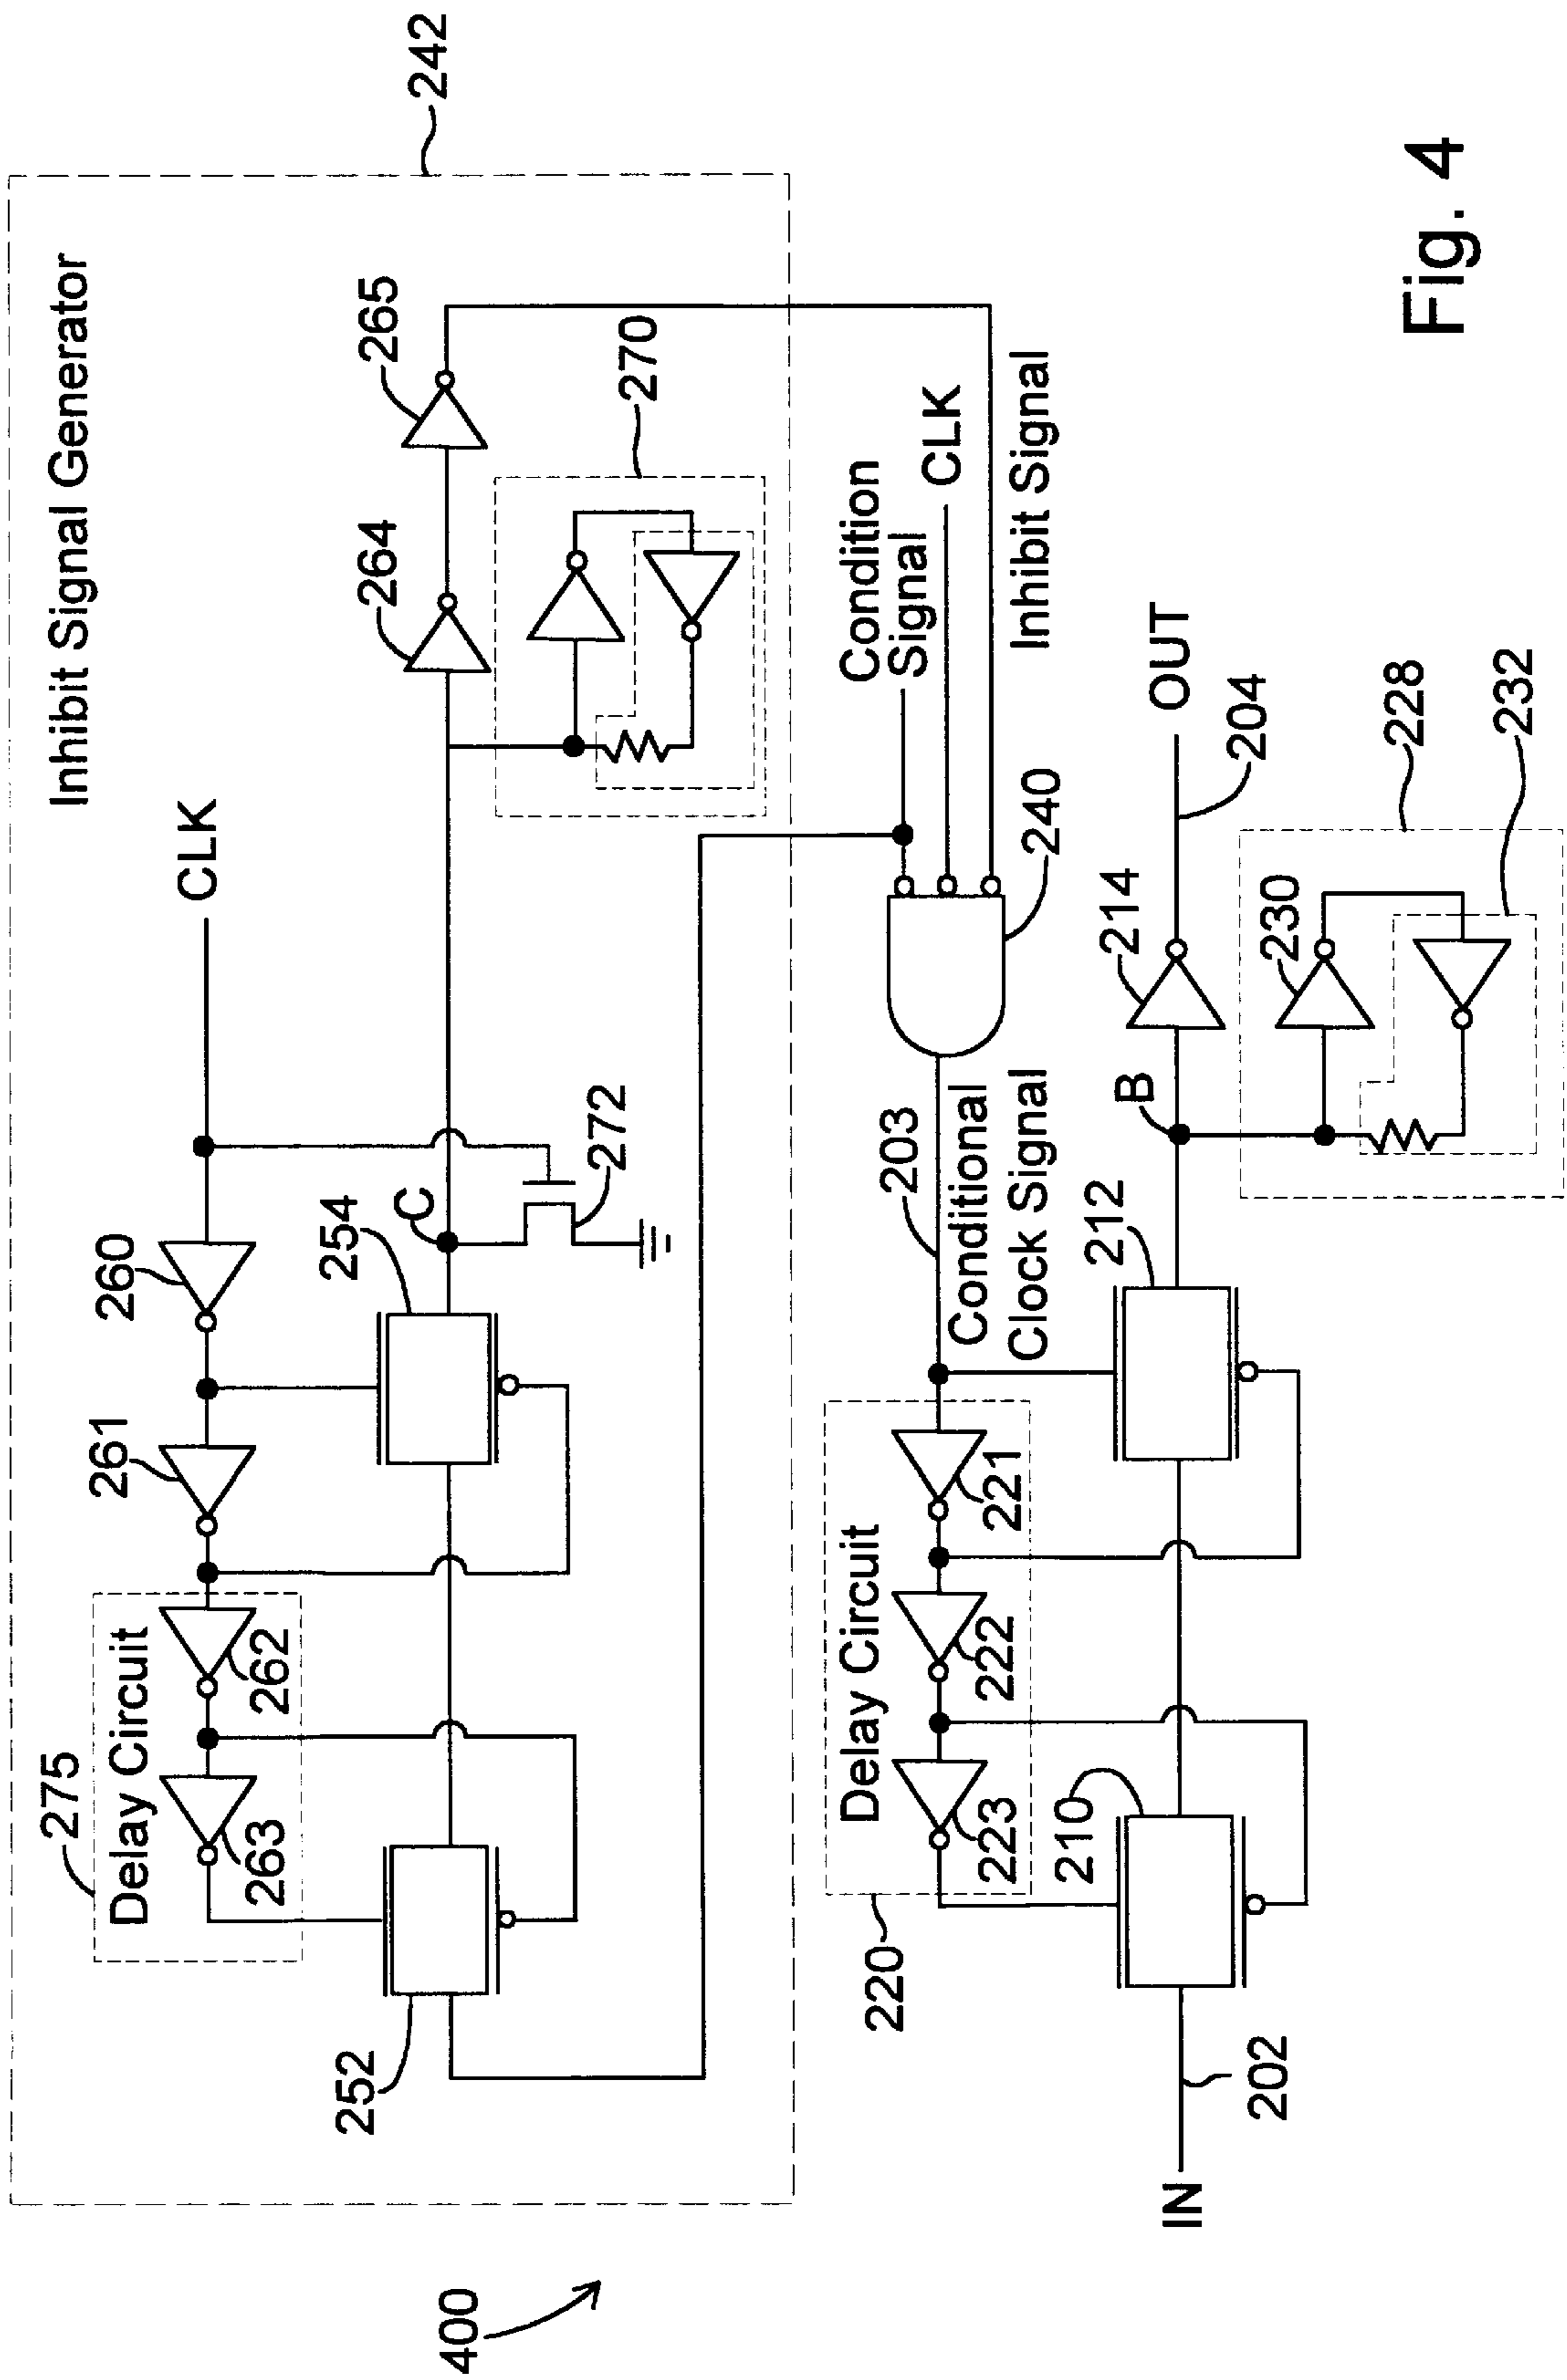 400
Inhibit Signal Generator
242
275
Delay Circuit
263
262
261
260
CLK
252
254
C
272
264
265
270
Condition
Signal
CLK
Inhibit Signal
240
203
Conditional
Clock Signal
220
Delay Circuit
223
222
221
210
212
IN
202
B
214
OUT
204
230
228
232
Fig. 4